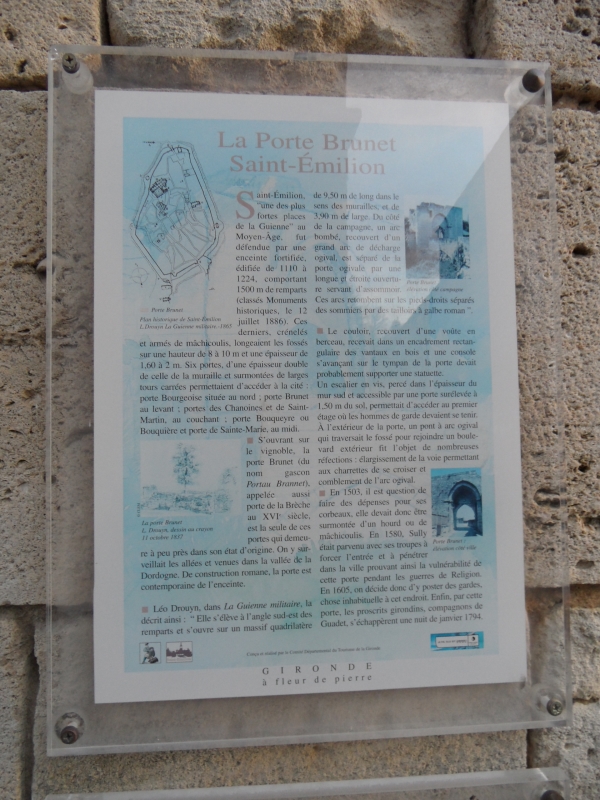 La Porte Brunet
Saint-Émilion
Saint-Émilion,
"une des plus
fortes places
de la Guienne" au
Moyen-Âge, fut
défendue par une
enceinte fortifiée,
édifiée de 1110 à
1224, comportant
1500 m de remparts
(classés Monuments
historiques, le 12
juillet 1886). Ces
derniers, crénelés
et armés de mâchicoulis, longeaient les fossés
sur une hauteur de 8 à 10 m et une épaisseur de
1,60 à 2 m. Six portes, d'une épaisseur double
de celle de la muraille et surmontées de larges
tours carrées permettaient d'accéder à la cité :
porte Bourgeoise située au nord ; porte Brunet
au levant ; portes des Chanoines et de Saint-
Martin, au couchant ; porte Bouqueyre ou
Bouquière et porte de Sainte-Marie, au midi.
Porte Brunet
Plan historique de Saint-Émilion
L.Drouyn La Guienne militaire -1865
S'ouvrant sur
le vignoble, la
porte Brunet (du
nom gascon
Portau Brannet),
appelée aussi
porte de la Brèche
au XVIe siècle,
est la seule de ces
portes qui demeu-
re à peu près dans son état d'origine. On y sur-
veillait les allées et venues dans la vallée de la
Dordogne. De construction romane, la porte est
contemporaine de l'enceinte.
La porte Brunet
L. Drouyn, dessin au crayon
11 octobre 1857
Léo Drouyn, dans La Guienne militaire, la
décrit ainsi : " Elle s'élève à l'angle sud-est des
remparts et s'ouvre sur un massif quadrilatère
de 9,50 m de long dans le
sens des murailles, et de
3,90 m de large. Du côté
de la campagne, un arc
bombé, recouvert d'un
grand arc de décharge
ogival, est séparé de la
porte ogivale par une
longue et étroite ouvertu-
re servant d'assommoir.
Ces arcs retombent sur les pieds-droits séparés
des sommiers par des tailloirs à galbe roman ".
Porte Brunet
élévation côté campagne
Le couloir, recouvert d'une voûte en
berceau, recevait dans un encadrement rectan-
gulaire des vantaux en bois et une console
s'avançant sur le tympan de la porte devait
probablement supporter une statuette.
Un escalier en vis, percé dans l'épaisseur du
mur sud et accessible par une porte surélevée à
1,50 m du sol, permettait d'accéder au premier
étage où les hommes de garde devaient se tenir.
À l'extérieur de la porte, un pont à arc ogival
qui traversait le fossé pour rejoindre un boule-
vard extérieur fit l'objet de nombreuses
réfections : élargissement de la voie permettant
aux charrettes de se croiser et
comblement de l'arc ogival.
En 1503, il est question de
faire des dépenses pour ses
corbeaux, elle devait donc être
surmontée d'un hourd ou de
mâchicoulis. En 1580, Sully
était parvenu avec ses troupes à
forcer l'entrée et à pénétrer
dans la ville prouvant ainsi la vulnérabilité de
cette porte pendant les guerres de Religion.
En 1605, on décide donc d'y poster des gardes,
chose inhabituelle à cet endroit. Enfin, par cette
porte, les proscrits girondins, compagnons de
Guadet, s'échappèrent une nuit de janvier 1794.
Porte Brunet :
élévation côté ville
GIRONDE
à fleur de pierre